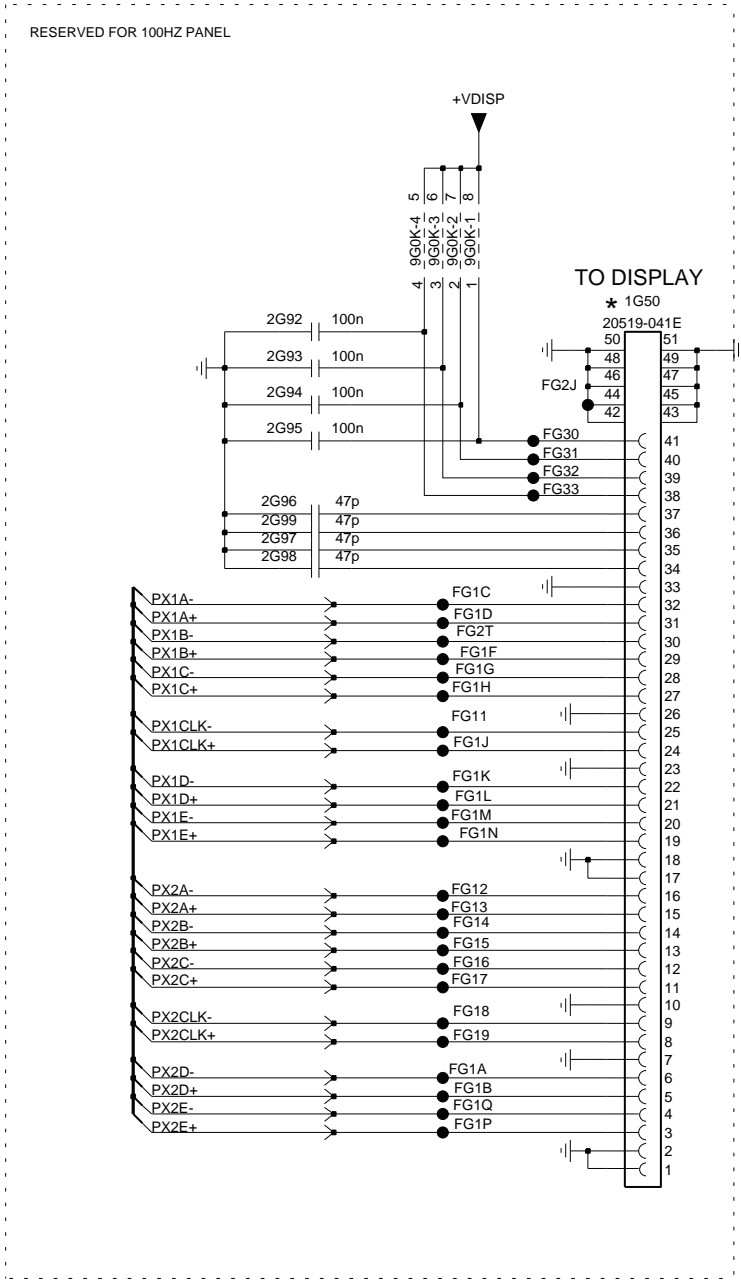 RESERVED FOR 100HZ PANEL
+VDISP
5 6 7 8
9G0K-4 9G0K-3 9G0K-2 9G0K-1
4 3 2 1
TO DISPLAY
* 1G50
20519-041E
50 51
48 49
46 47
FG2J 44 45
42 43
2G92 100n
2G93 100n
2G94 100n
2G95 100n
FG30 41
FG31 40
FG32 39
FG33 38
2G96 47p 37
2G99 47p 36
2G97 47p 35
2G98 47p 34
33
PX1A- FG1C 32
PX1A+ FG1D 31
PX1B- FG2T 30
PX1B+ FG1F 29
PX1C- FG1G 28
PX1C+ FG1H 27
26
PX1CLK- FG11 25
PX1CLK+ FG1J 24
23
PX1D- FG1K 22
PX1D+ FG1L 21
PX1E- FG1M 20
PX1E+ FG1N 19
18
17
PX2A- FG12 16
PX2A+ FG13 15
PX2B- FG14 14
PX2B+ FG15 13
PX2C- FG16 12
PX2C+ FG17 11
10
PX2CLK- FG18 9
PX2CLK+ FG19 8
7
PX2D- FG1A 6
PX2D+ FG1B 5
PX2E- FG1Q 4
PX2E+ FG1P 3
2
1